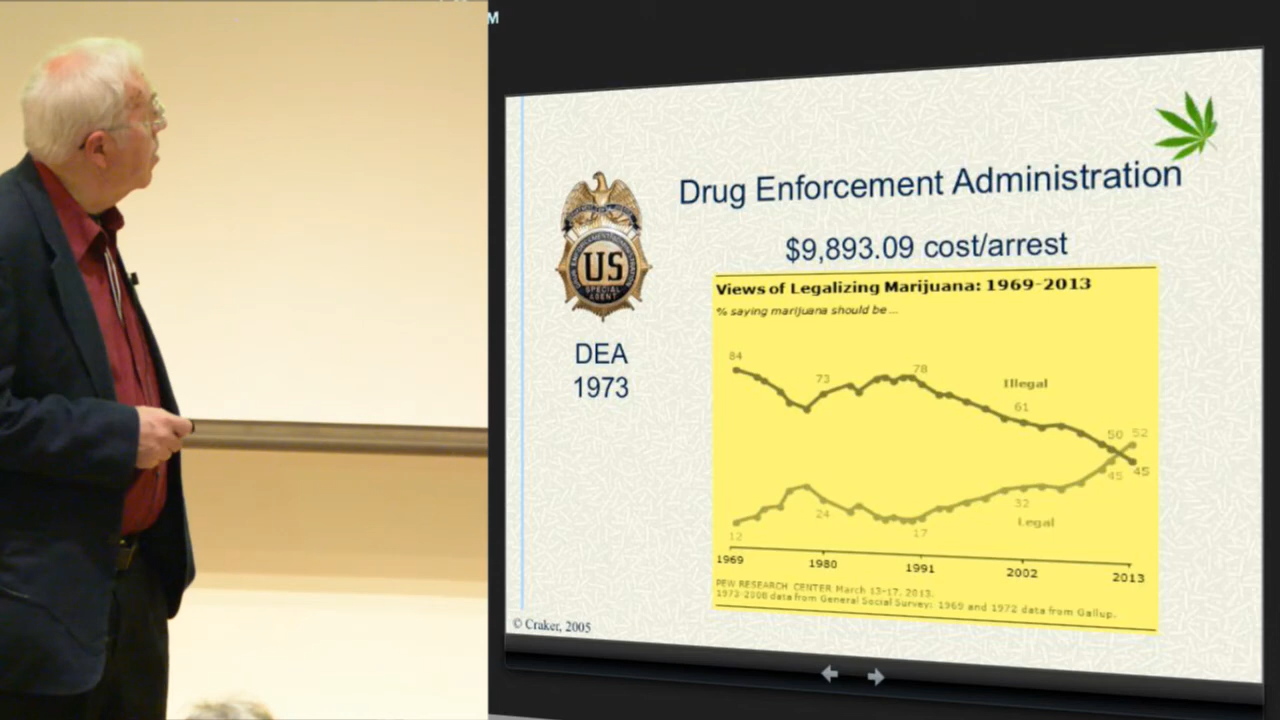 M
Drug Enforcement Administration
$9,893.09 cost/arrest
US
SPECIAL
AGENT
DEA
1973
Views of Legalizing Marijuana: 1969-2013
% saying marijuana should be ...
84
73
78
Illegal
61
50
52
45
45
12
24
17
32
Legal
1969
1980
1991
2002
2013
PEW RESEARCH CENTER March 13-17, 2013.
1973-2008 data from General Social Survey; 1969 and 1972 data from Gallup.
© Craker, 2005